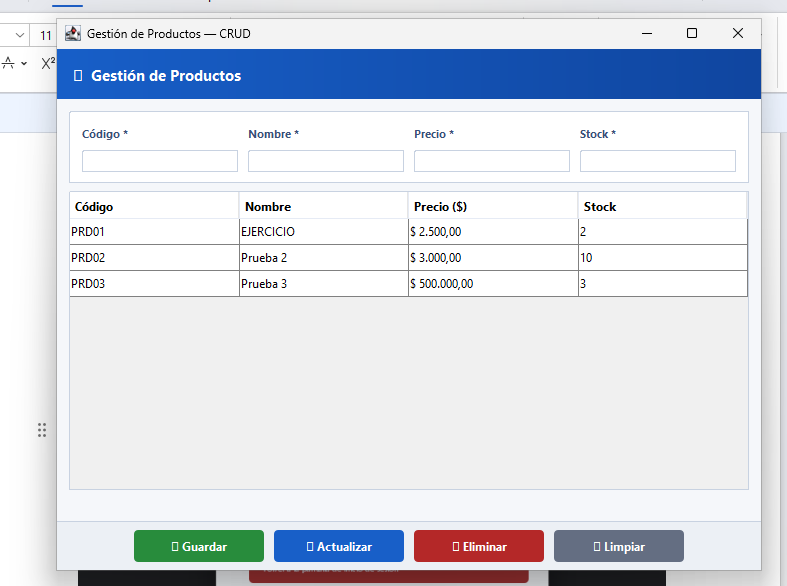 11
X²
Gestión de Productos — CRUD
Gestión de Productos
Código * Nombre * Precio * Stock *
Código Nombre Precio ($) Stock
PRD01 EJERCICIO $ 2.500,00 2
PRD02 Prueba 2 $ 3.000,00 10
PRD03 Prueba 3 $ 500.000,00 3
Guardar Actualizar Eliminar Limpiar